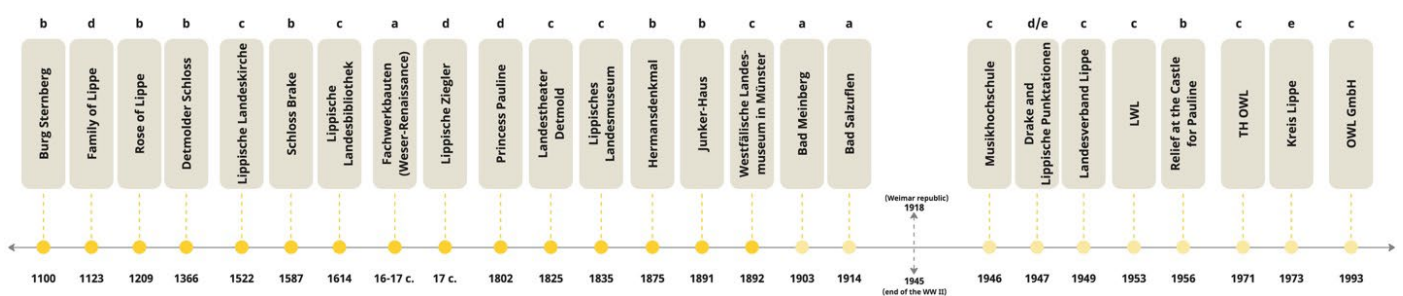 b d b b c b c a d d c c b b c a a c d/e c c b c e c
Burg Sternberg
Family of Lippe
Rose of Lippe
Detmolder Schloss
Lippische Landeskirche
Schloss Brake
Lippische
Landesbibliothek
Fachwerkbauten
(Weser-Renaissance)
Lippische Ziegler
Princess Pauline
Landestheater
Detmold
Lippisches
Landesmuseum
Hermansdenkmal
Junker-Haus
Westfälische Landes-
museum in Münster
Bad Meinberg
Bad Salzuflen
Musikhochschule
Drake and
Lippische Punktationen
Landesverband Lippe
LWL
Relief at the Castle
for Pauline
TH OWL
Kreis Lippe
OWL GmbH
(Weimar republic)
1918
1100 1123 1209 1366 1522 1587 1614 16-17 c. 17 c. 1802 1825 1835 1875 1891 1892 1903 1914 1945 1946 1947 1949 1953 1956 1971 1973 1993
(end of the WW II)